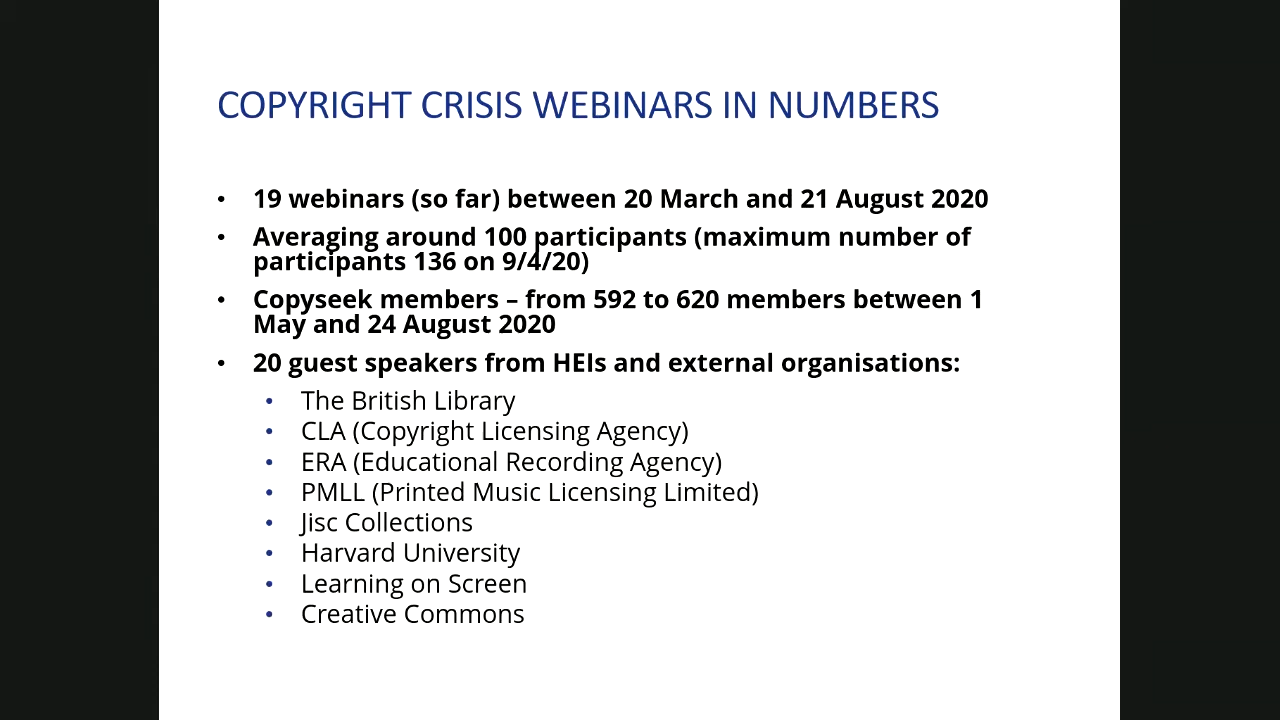 COPYRIGHT CRISIS WEBINARS IN NUMBERS
• 19 webinars (so far) between 20 March and 21 August 2020
• Averaging around 100 participants (maximum number of
participants 136 on 9/4/20)
• Copyseek members – from 592 to 620 members between 1
May and 24 August 2020
• 20 guest speakers from HEIs and external organisations:
• The British Library
• CLA (Copyright Licensing Agency)
• ERA (Educational Recording Agency)
• PMLL (Printed Music Licensing Limited)
• Jisc Collections
• Harvard University
• Learning on Screen
• Creative Commons